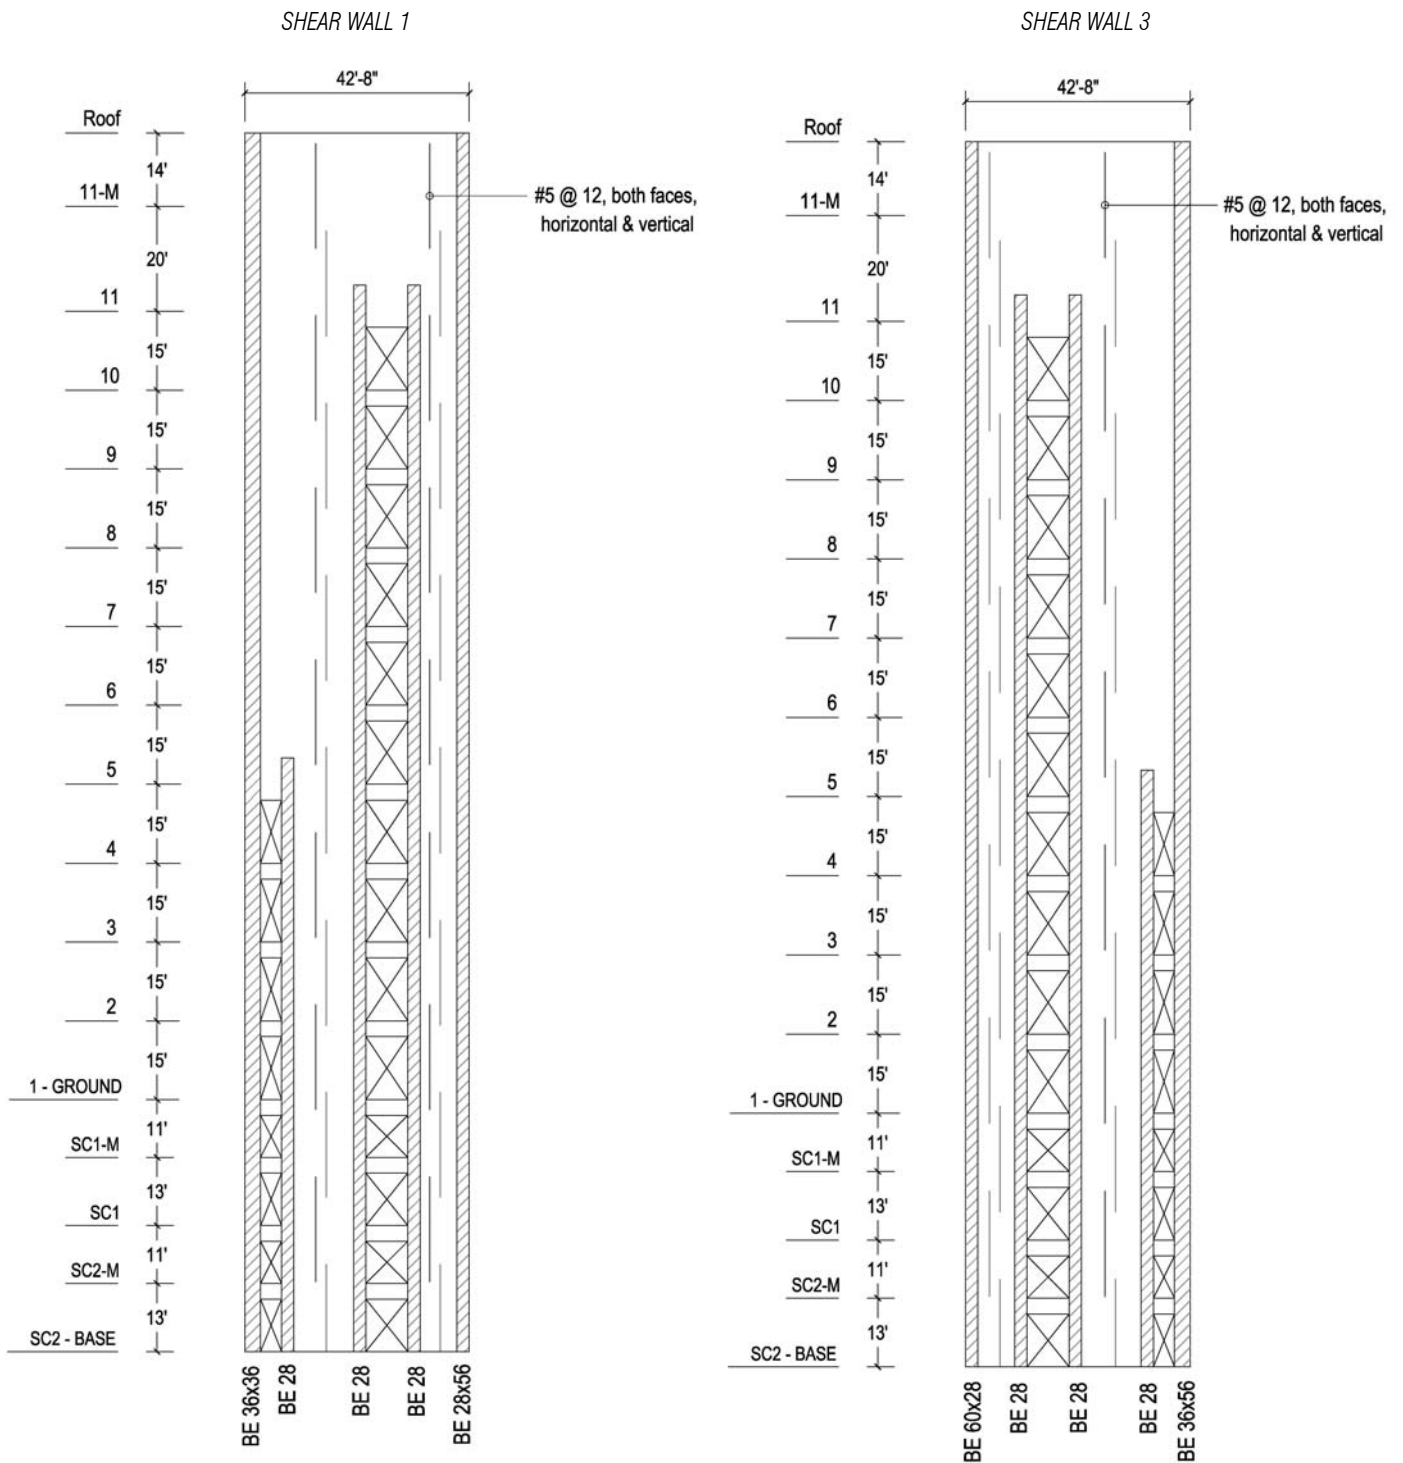 SHEAR WALL 1
42'-8"
Roof
14'
11-M
#5 @ 12, both faces,
horizontal & vertical
20'
11
15'
10
15'
9
15'
8
15'
7
15'
6
15'
5
15'
4
15'
3
15'
2
15'
1 - GROUND
11'
SC1-M
13'
SC1
11'
SC2-M
13'
SC2 - BASE
BE 36x36
BE 28
BE 28
BE 28
BE 28x56
SHEAR WALL 3
42'-8"
Roof
14'
11-M
#5 @ 12, both faces,
horizontal & vertical
20'
11
15'
10
15'
9
15'
8
15'
7
15'
6
15'
5
15'
4
15'
3
15'
2
15'
1 - GROUND
11'
SC1-M
13'
SC1
11'
SC2-M
13'
SC2 - BASE
BE 60x28
BE 28
BE 28
BE 28
BE 36x56